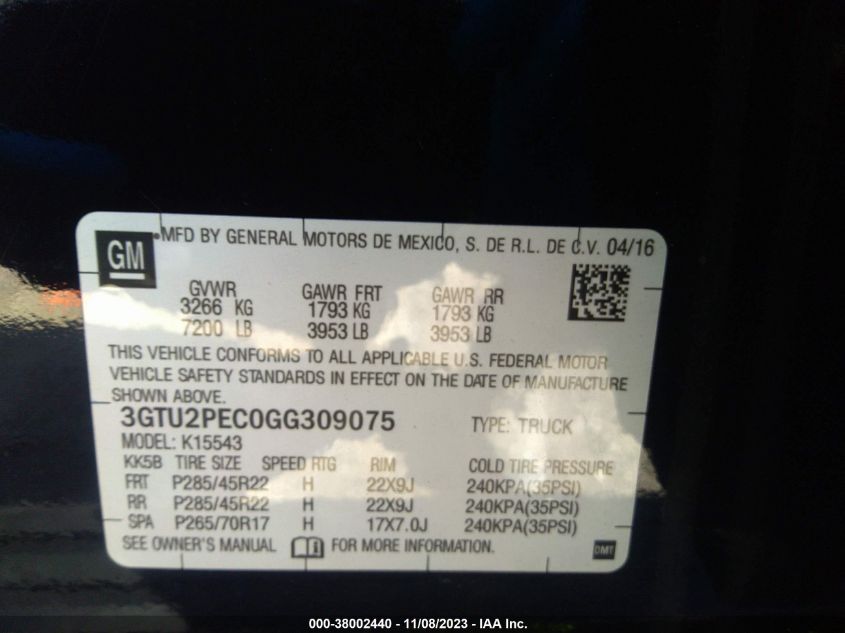 GM
MFD BY GENERAL MOTORS DE MEXICO, S. DE R.L. DE C.V. 04/16
GVWR GAWR FRT GAWR RR
3266 KG 1793 KG 1793 KG
7200 LB 3953 LB 3953 LB
THIS VEHICLE CONFORMS TO ALL APPLICABLE U.S. FEDERAL MOTOR
VEHICLE SAFETY STANDARDS IN EFFECT ON THE DATE OF MANUFACTURE
SHOWN ABOVE.
3GTU2PEC0GG309075 TYPE: TRUCK
MODEL: K15543
KK5B TIRE SIZE SPEED RTG RIM COLD TIRE PRESSURE
FRT P285/45R22 H 22X9J 240KPA(35PSI)
RR P285/45R22 H 22X9J 240KPA(35PSI)
SPA P265/70R17 H 17X7.0J 240KPA(35PSI)
SEE OWNER'S MANUAL FOR MORE INFORMATION. DMT
000-38002440 - 11/08/2023 - IAA Inc.